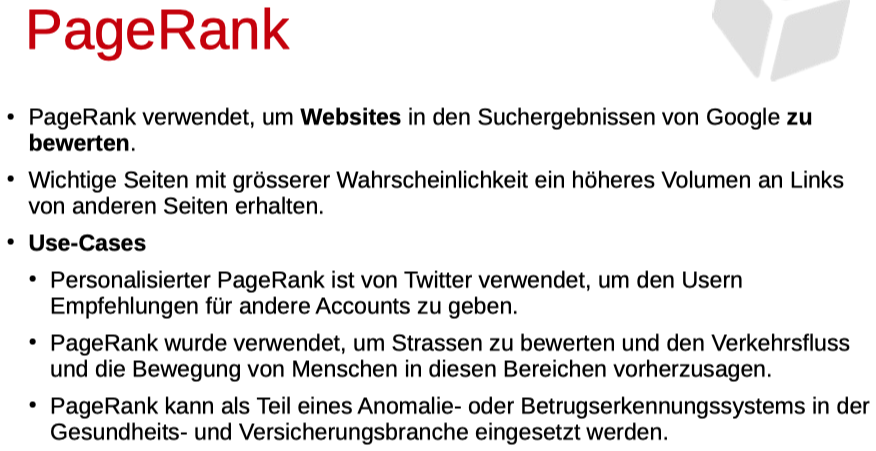 PageRank
• PageRank verwendet, um Websites in den Suchergebnissen von Google zu
bewerten.
• Wichtige Seiten mit grösserer Wahrscheinlichkeit ein höheres Volumen an Links
von anderen Seiten erhalten.
• Use-Cases
• Personalisierter PageRank ist von Twitter verwendet, um den Usern
Empfehlungen für andere Accounts zu geben.
• PageRank wurde verwendet, um Strassen zu bewerten und den Verkehrsfluss
und die Bewegung von Menschen in diesen Bereichen vorherzusagen.
• PageRank kann als Teil eines Anomalie- oder Betrugserkennungssystems in der
Gesundheits- und Versicherungsbranche eingesetzt werden.